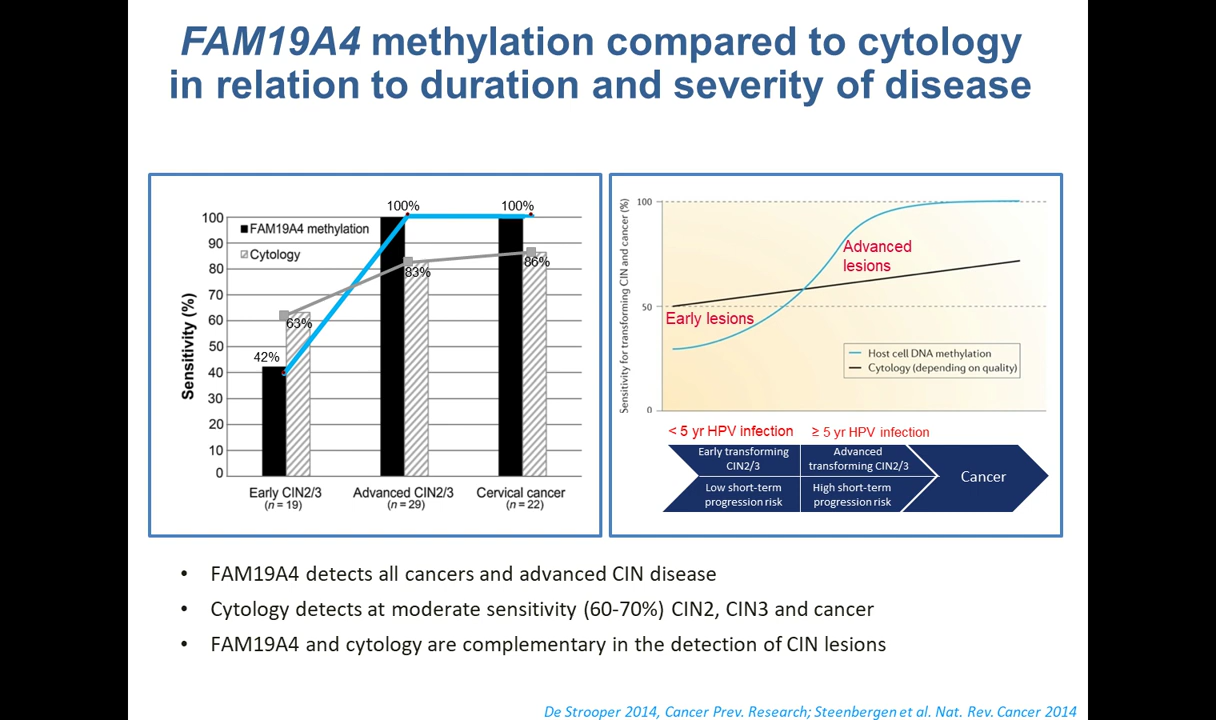 FAM19A4 methylation compared to cytology
in relation to duration and severity of disease
Sensitivity (%)
100
90
80
70
60
50
40
30
20
10
0
FAM19A4 methylation
Cytology
42%
63%
100%
83%
100%
86%
Early CIN2/3
(n = 19)
Advanced CIN2/3
(n = 29)
Cervical cancer
(n = 22)
Sensitivity for transforming CIN and cancer (%)
100
50
0
Advanced
lesions
Early lesions
Host cell DNA methylation
Cytology (depending on quality)
< 5 yr HPV infection
≥ 5 yr HPV infection
Early transforming
CIN2/3
Advanced
transforming CIN2/3
Low short-term
progression risk
High short-term
progression risk
Cancer
• FAM19A4 detects all cancers and advanced CIN disease
• Cytology detects at moderate sensitivity (60-70%) CIN2, CIN3 and cancer
• FAM19A4 and cytology are complementary in the detection of CIN lesions
De Strooper 2014, Cancer Prev. Research; Steenbergen et al. Nat. Rev. Cancer 2014